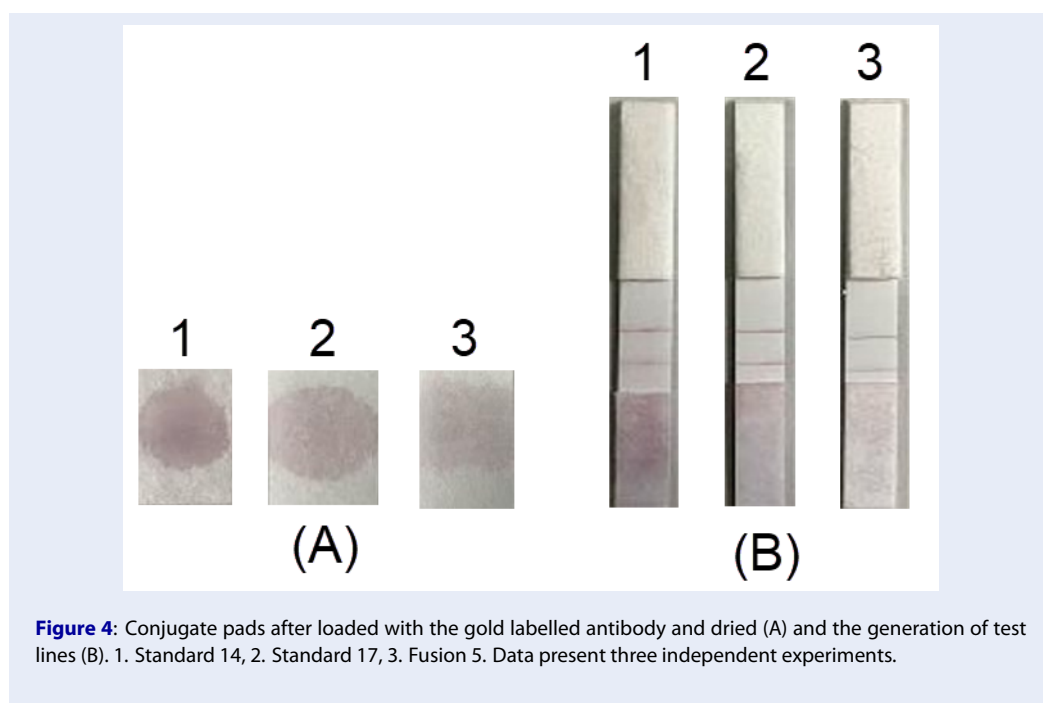 1 2 3
1 2 3
(A)
(B)
Figure 4: Conjugate pads after loaded with the gold labelled antibody and dried (A) and the generation of test
lines (B). 1. Standard 14, 2. Standard 17, 3. Fusion 5. Data present three independent experiments.